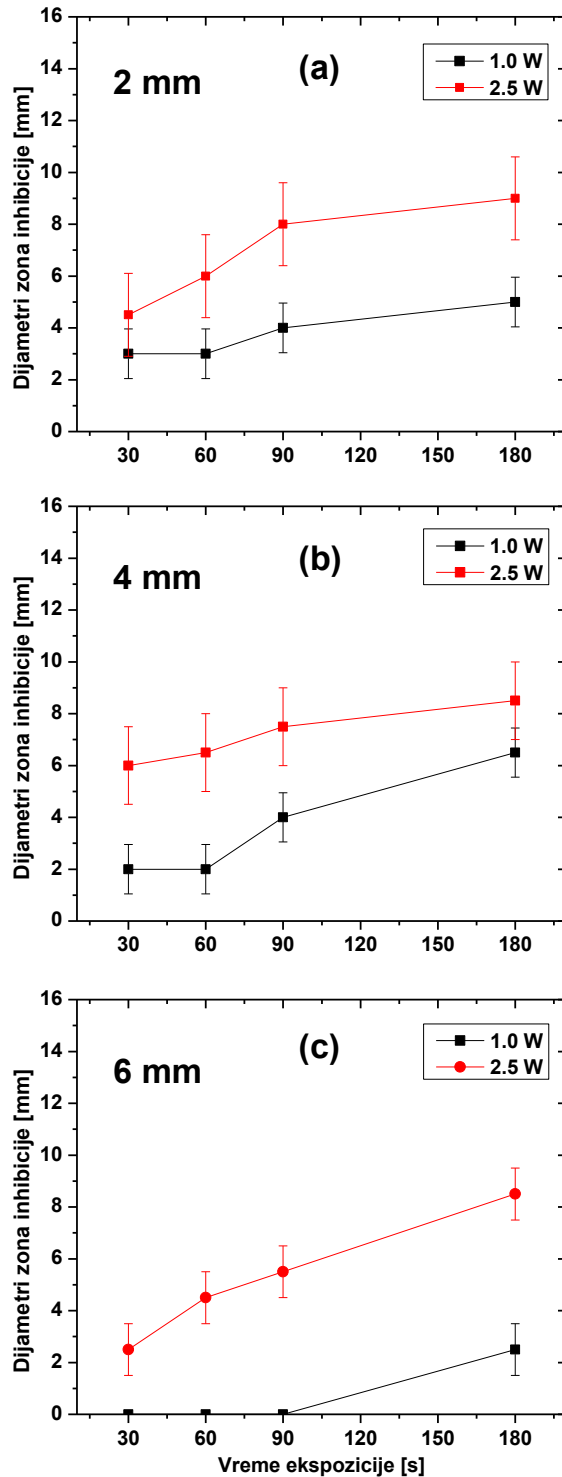 16
14
12
10
8
6
4
2
0
Dijametri zona inhibicije [mm]
2 mm
(a)
1.0 W
2.5 W
30 60 90 120 150 180
16
14
12
10
8
6
4
2
0
Dijametri zona inhibicije [mm]
4 mm
(b)
1.0 W
2.5 W
30 60 90 120 150 180
16
14
12
10
8
6
4
2
0
Dijametri zona inhibicije [mm]
6 mm
(c)
1.0 W
2.5 W
30 60 90 120 150 180
Vreme ekspozicije [s]